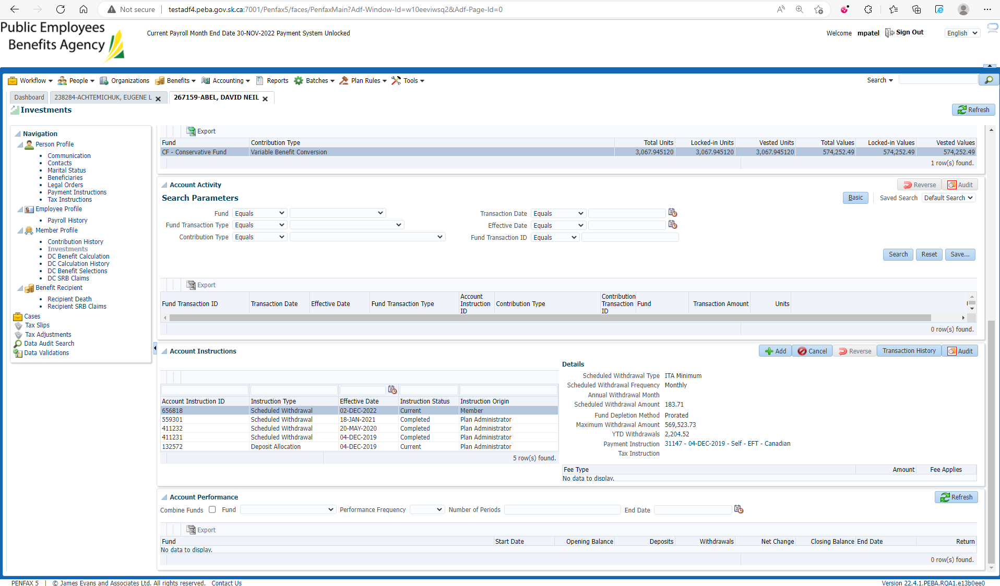 Not secure | testadf4.peba.gov.sk.ca:7001/Penfax5/faces/PenfaxMain?Adf-Window-Id=w10eeviwsq2&Adf-Page-Id=0
Public Employees
Benefits Agency
Current Payroll Month End Date 30-NOV-2022 Payment System Unlocked
Welcome mpatel Sign Out English
Workflow People Organizations Benefits Accounting Reports Batches Plan Rules Tools Search
Dashboard 238284-ACHTEMICHUK, EUGENE L 267159-ABEL, DAVID NEIL
Investments Refresh
Navigation
Person Profile
Communication
Contacts
Marital Status
Beneficiaries
Legal Orders
Payment Instructions
Tax Instructions
Employee Profile
Payroll History
Member Profile
Contribution History
Investments
DC Benefit Calculation
DC Calculation History
DC Benefit Selections
DC SRB Claims
Benefit Recipient
Recipient Death
Recipient SRB Claims
Cases
Tax Slips
Tax Adjustments
Data Audit Search
Data Validations
Export
Fund Contribution Type Total Units Locked-in Units Vested Units Total Values Locked-in Values Vested Values
CF - Conservative Fund Variable Benefit Conversion 3,067.945120 3,067.945120 3,067.945120 574,252.49 574,252.49 574,252.49
1 row(s) found.
Account Activity Reverse Audit
Search Parameters Basic Saved Search Default Search
Fund Equals Transaction Date Equals
Fund Transaction Type Equals Effective Date Equals
Contribution Type Equals Fund Transaction ID Equals
Search Reset Save...
Export
Fund Transaction ID Transaction Date Effective Date Fund Transaction Type Account Instruction ID Contribution Type Contribution Transaction ID Fund Transaction Amount Units
0 row(s) found.
Account Instructions Add Cancel Reverse Transaction History Audit
Account Instruction ID Instruction Type Effective Date Instruction Status Instruction Origin
656818 Scheduled Withdrawal 02-DEC-2022 Current Member
559301 Scheduled Withdrawal 18-JAN-2021 Completed Plan Administrator
411232 Scheduled Withdrawal 20-MAY-2020 Completed Plan Administrator
411231 Scheduled Withdrawal 04-DEC-2019 Completed Plan Administrator
132572 Deposit Allocation 04-DEC-2019 Current Plan Administrator
5 row(s) found.
Details
Scheduled Withdrawal Type ITA Minimum
Scheduled Withdrawal Frequency Monthly
Annual Withdrawal Month
Scheduled Withdrawal Amount 183.71
Fund Depletion Method Prorated
Maximum Withdrawal Amount 569,523.73
YTD Withdrawals 2,204.52
Payment Instruction 31147 - 04-DEC-2019 - Self - EFT - Canadian
Tax Instruction
Fee Type Amount Fee Applies
No data to display.
Account Performance Refresh
Combine Funds Fund Performance Frequency Number of Periods End Date
Export
Fund Start Date Opening Balance Deposits Withdrawals Net Change Closing Balance End Date Return
No data to display.
0 row(s) found.
PENFAX 5 | © James Evans and Associates Ltd. All rights reserved. Contact Us Version 22.4.1.PEBA.RQA1.e13b0ee0